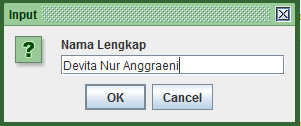 Input
?
Nama Lengkap
Devita Nur Anggraeni
OK Cancel